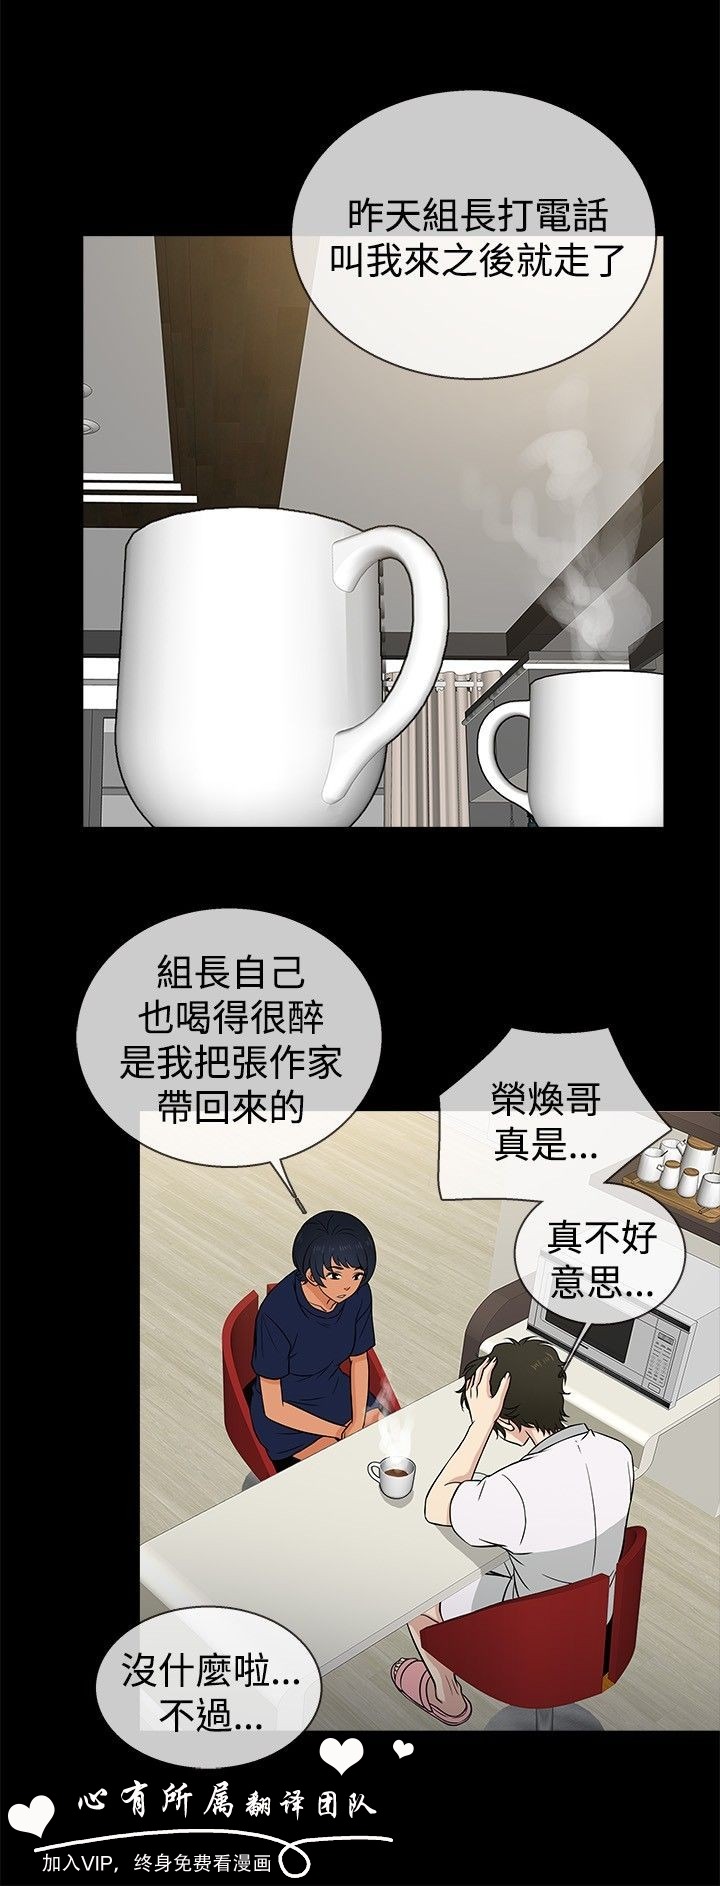 昨天組長打電話
叫我來之後就走了
組長自己
也喝得很醉
是我把張作家
帶回來的
榮煥哥
真是...
真不好
意思...
沒什麼啦...
不過...
心有所属翻译团队
加入VIP，终身免费看漫画